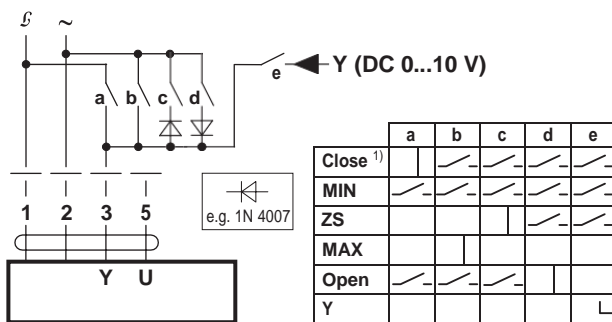 ~
Y (DC 0...10 V)
e
a b c d
1 2 3 5
Y U
e.g. 1N 4007
a b c d e
Close 1)
MIN
ZS
MAX
Open
Y